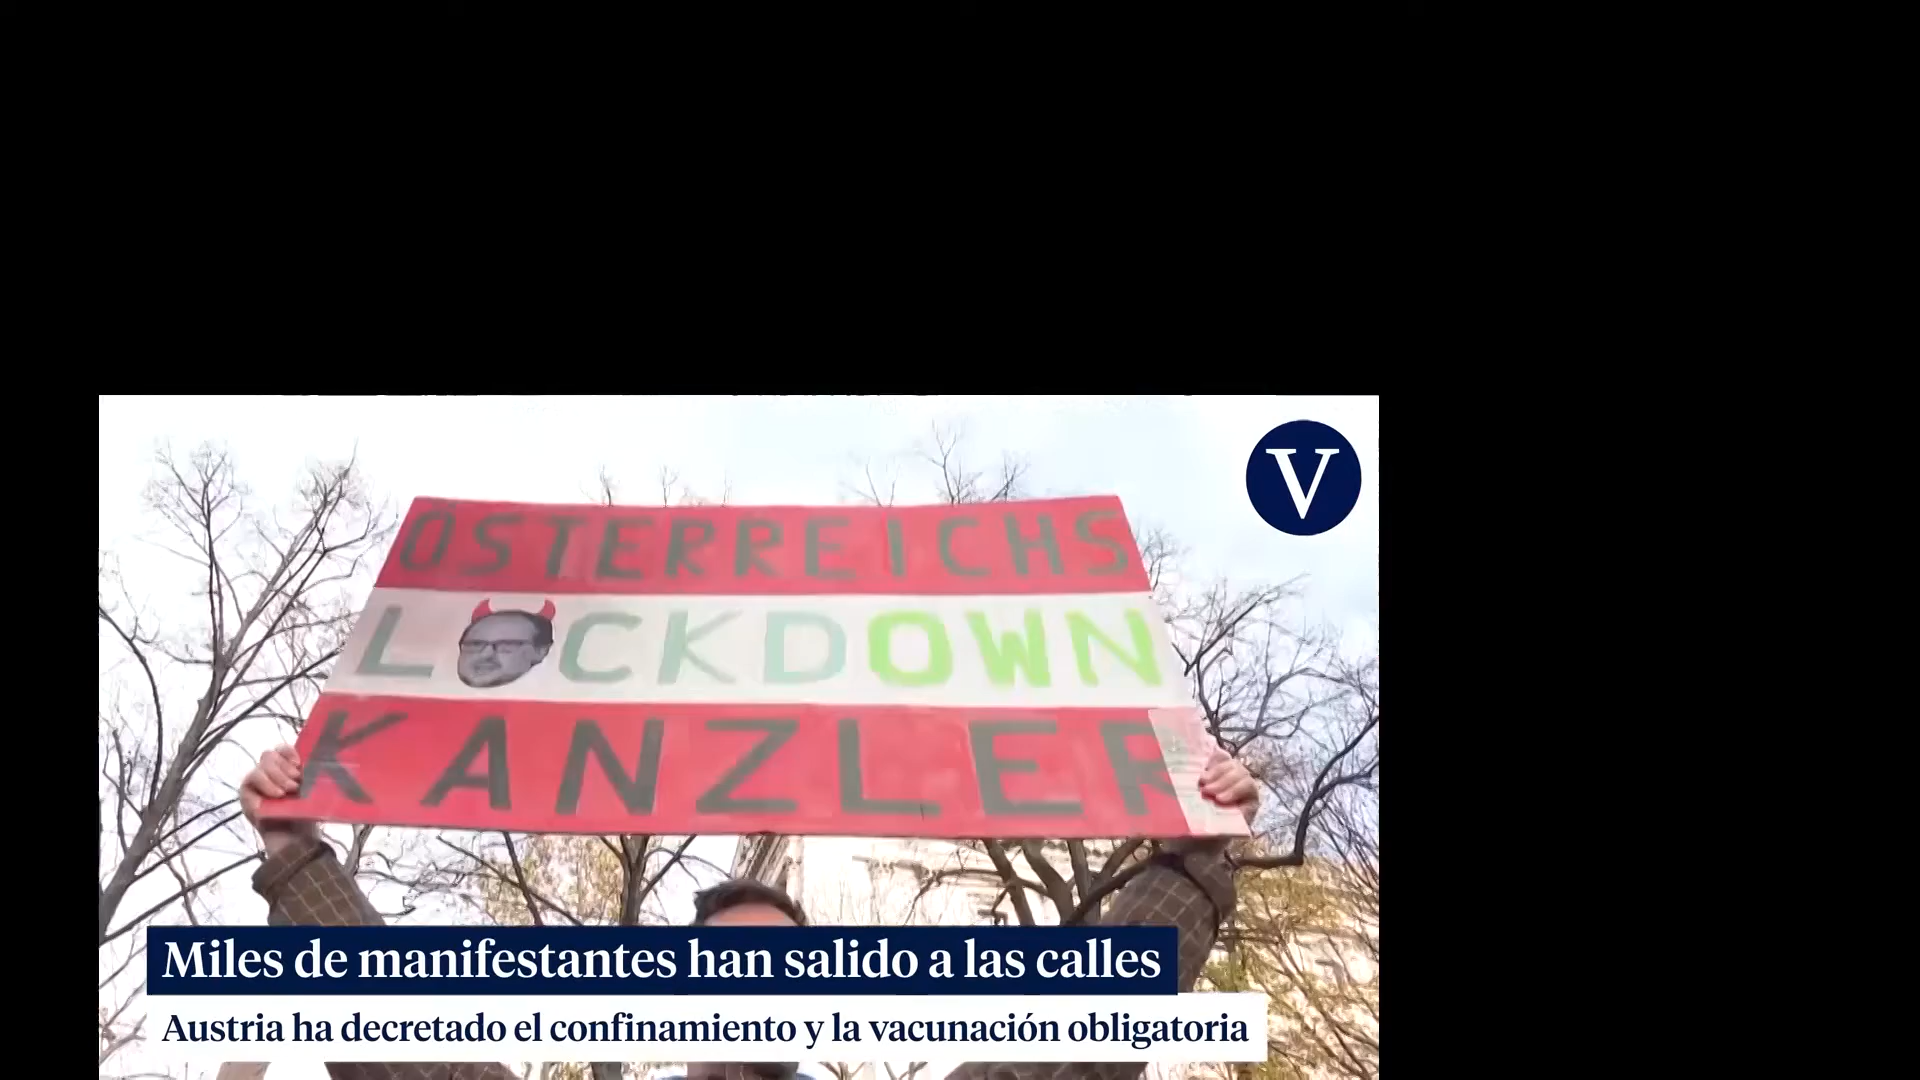 V
ÖSTERREICHS
LOCKDOWN
KANZLER
Miles de manifestantes han salido a las calles
Austria ha decretado el confinamiento y la vacunación obligatoria